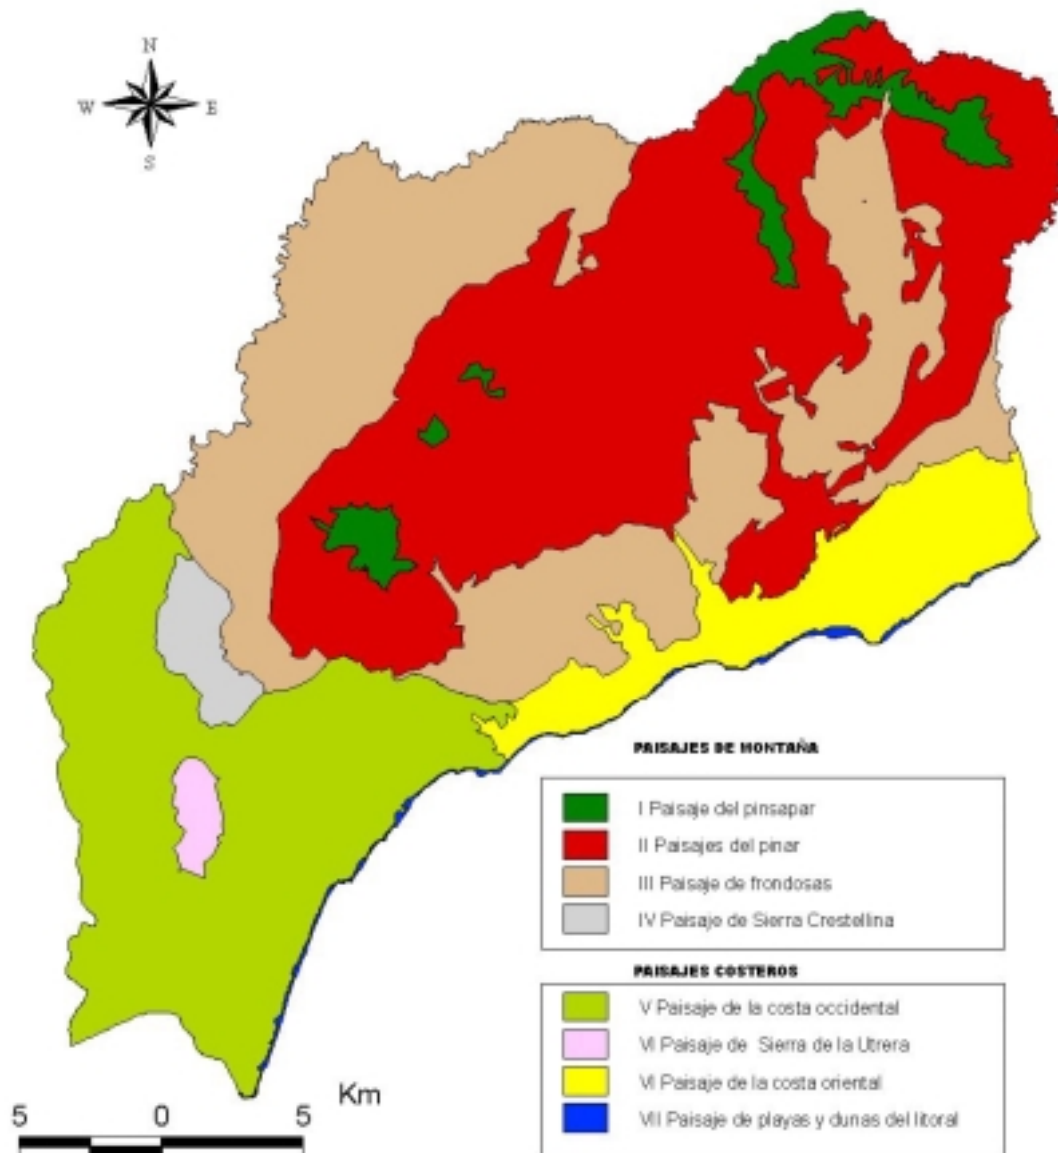 N
W E
S
PAISAJES DE MONTAÑA
I Paisaje del pinsapar
II Paisajes del pinar
III Paisaje de frondosas
IV Paisaje de Sierra Crestellina
PAISAJES COSTEROS
V Paisaje de la costa occidental
VI Paisaje de Sierra de la Utrera
VI Paisaje de la costa oriental
VII Paisaje de playas y dunas del litoral
5 0 5 Km